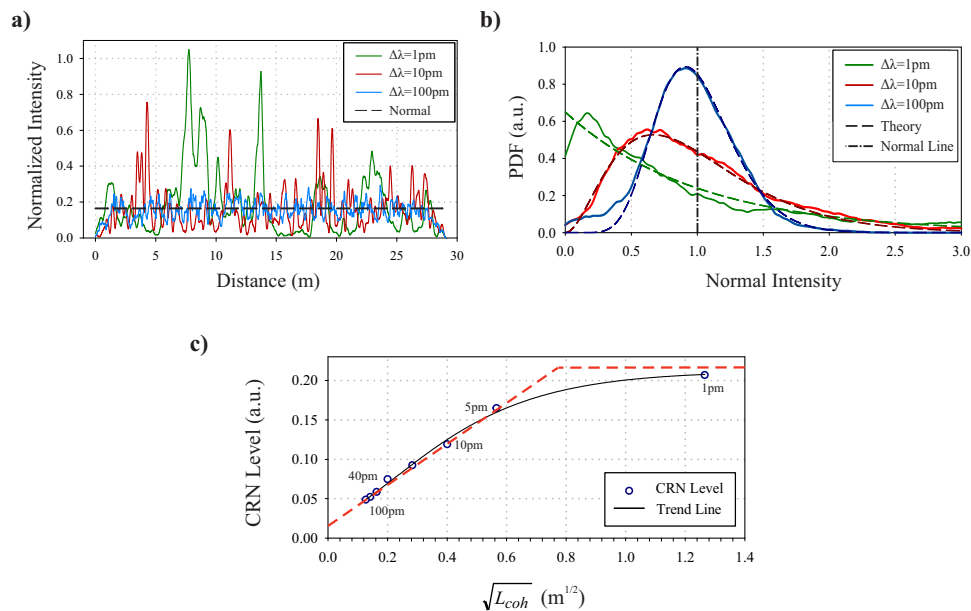 a)
Normalized Intensity
1.0
0.8
0.6
0.4
0.2
0.0
0
5
10
15
20
25
30
Distance (m)
Δλ=1pm
Δλ=10pm
Δλ=100pm
Normal
b)
PDF (a.u.)
1.0
0.8
0.6
0.4
0.2
0.0
0.0
0.5
1.0
1.5
2.0
2.5
3.0
Normal Intensity
Δλ=1pm
Δλ=10pm
Δλ=100pm
Theory
Normal Line
c)
CRN Level (a.u.)
0.20
0.15
0.10
0.05
0.00
0.0
0.2
0.4
0.6
0.8
1.0
1.2
1.4
√L_coh (m^1/2)
5pm
1pm
10pm
40pm
100pm
CRN Level
Trend Line